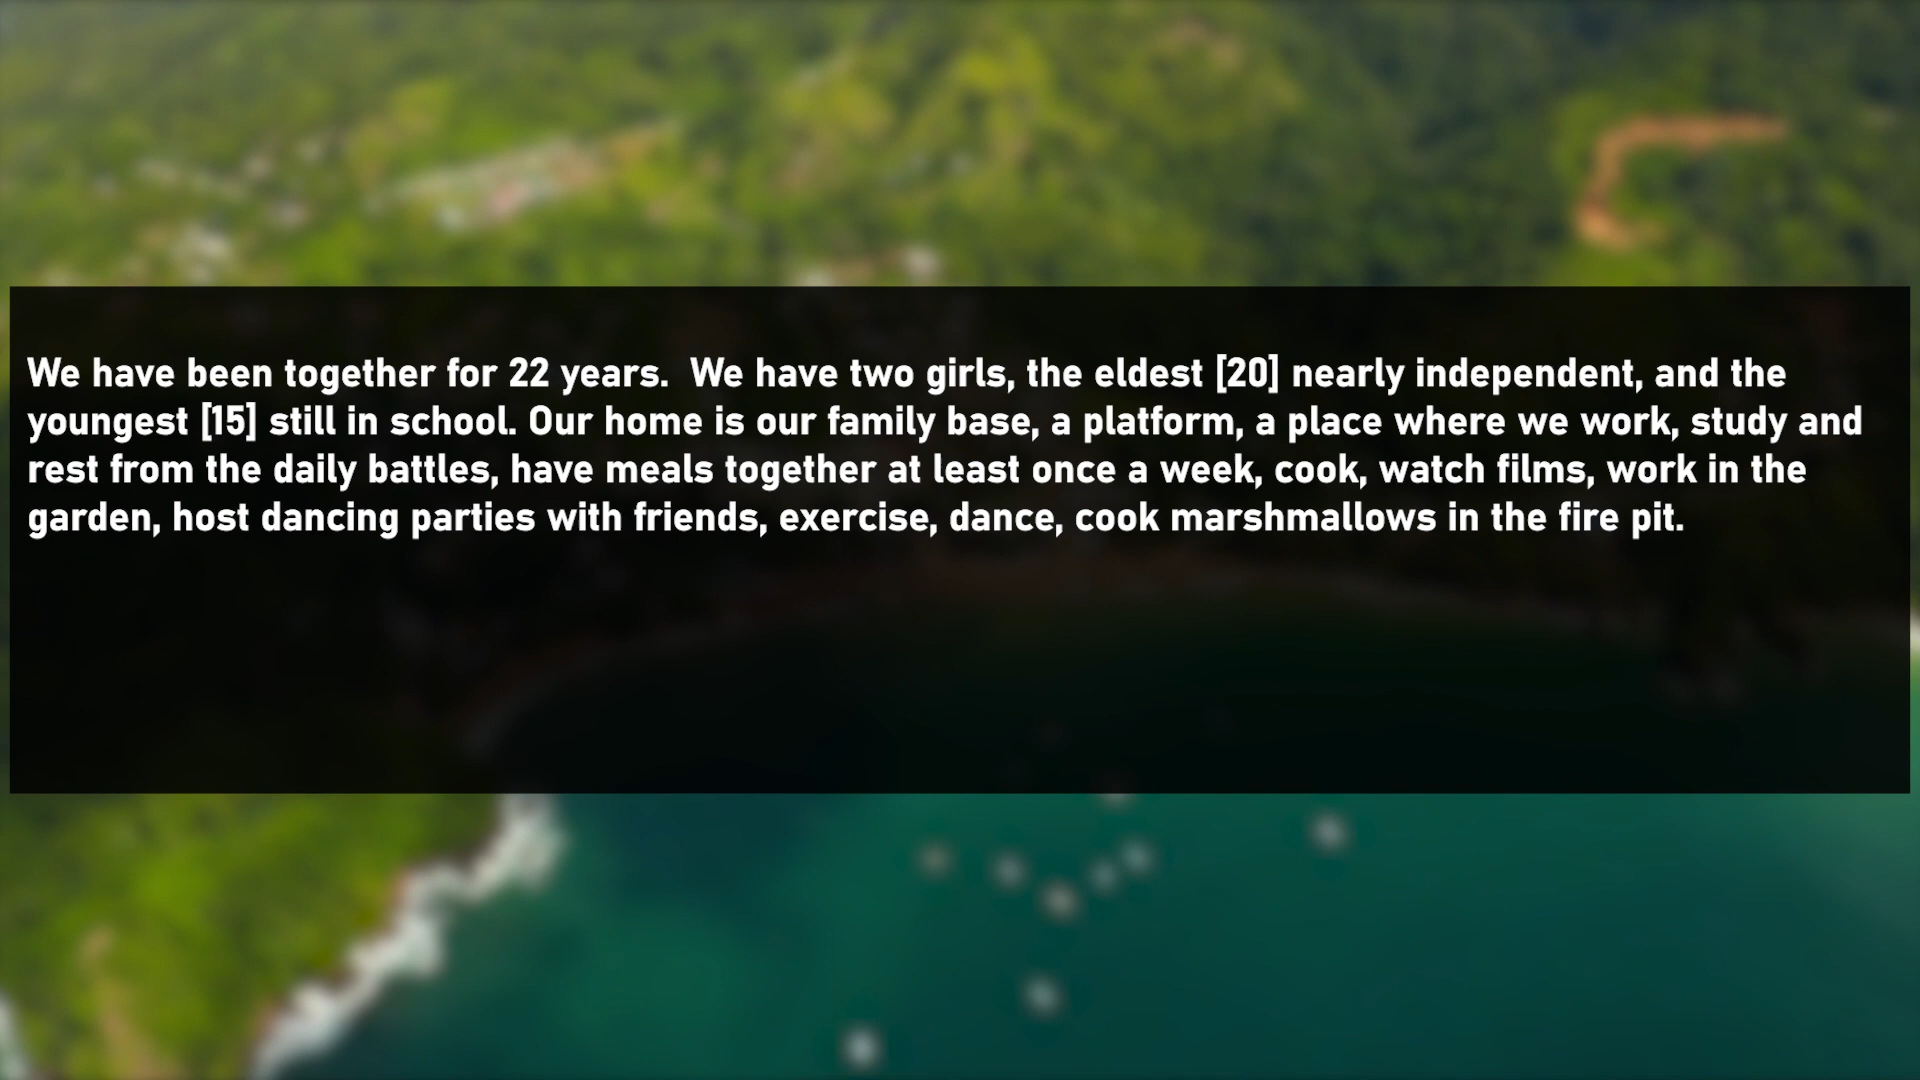 We have been together for 22 years.  We have two girls, the eldest [20] nearly independent, and the
youngest [15] still in school. Our home is our family base, a platform, a place where we work, study and
rest from the daily battles, have meals together at least once a week, cook, watch films, work in the
garden, host dancing parties with friends, exercise, dance, cook marshmallows in the fire pit.